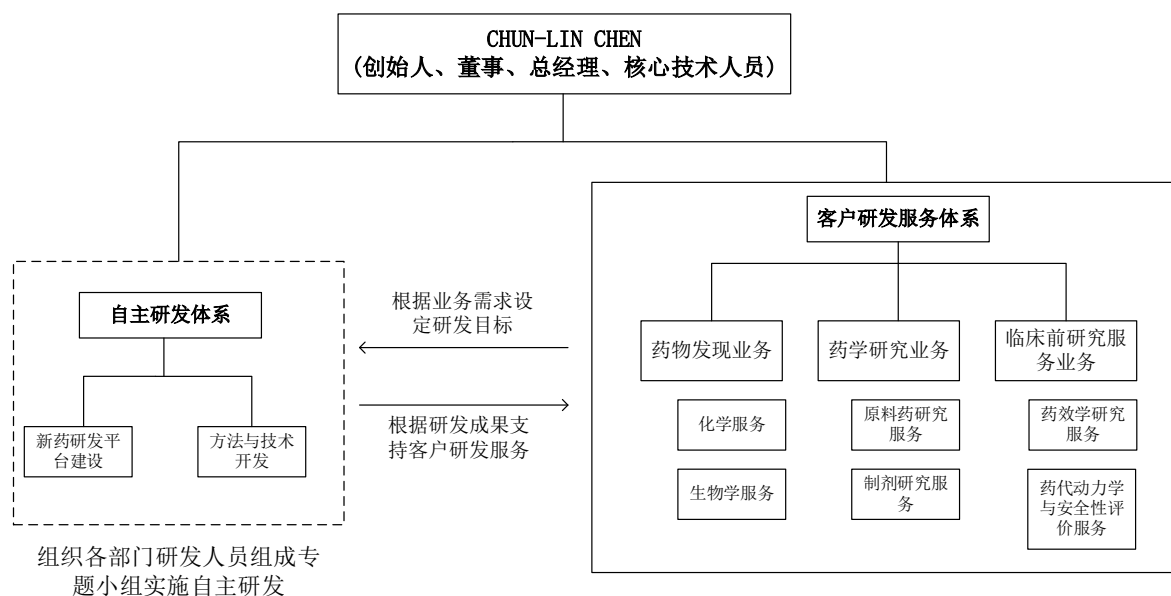 CHUN-LIN CHEN
(创始人、董事、总经理、核心技术人员)
客户研发服务体系
自主研发体系
根据业务需求设
定研发目标
药物发现业务
药学研究业务
临床前研究服
务业务
新药研发平
台建设
方法与技术
开发
根据研发成果支
持客户研发服务
化学服务
原料药研究
服务
药效学研究
服务
生物学服务
制剂研究服
务
药代动力学
与安全性评
价服务
组织各部门研发人员组成专
题小组实施自主研发